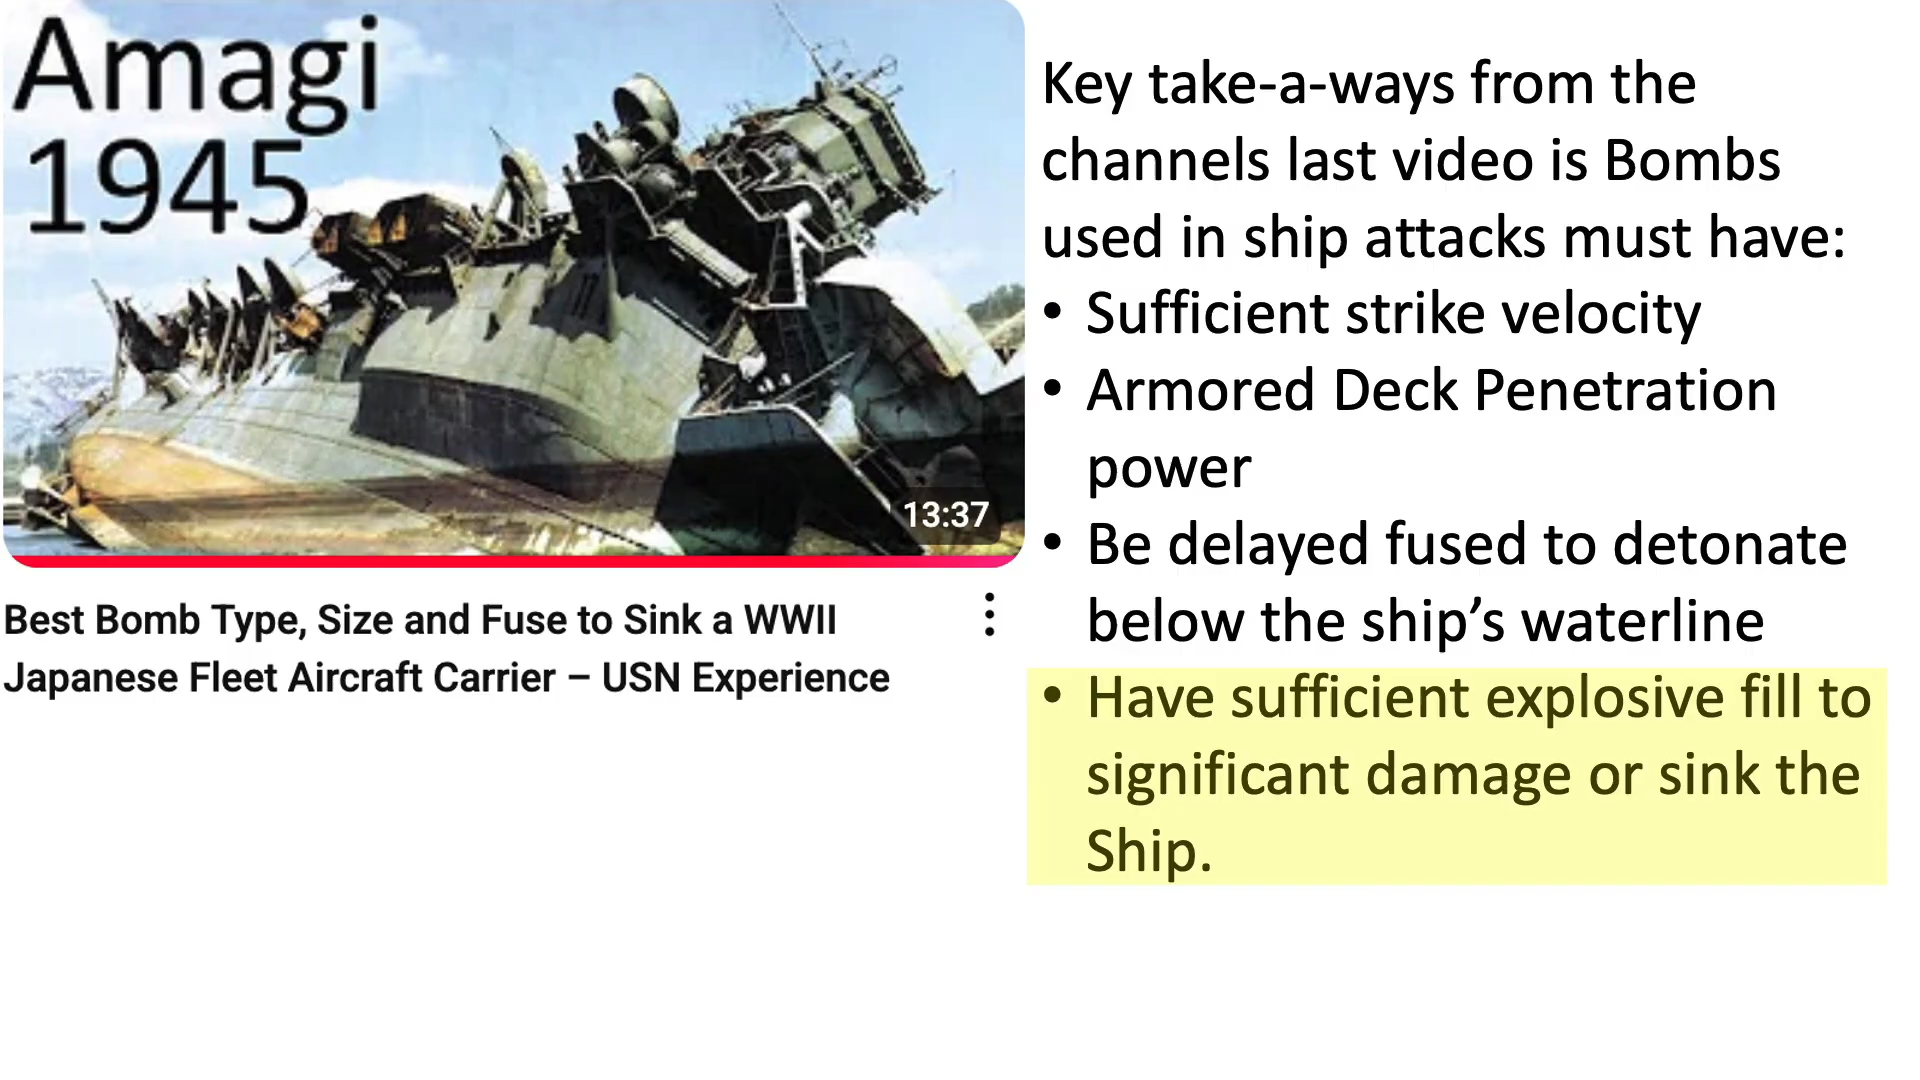 Amagi
1945
13:37
Best Bomb Type, Size and Fuse to Sink a WWII
Japanese Fleet Aircraft Carrier – USN Experience
Key take-a-ways from the
channels last video is Bombs
used in ship attacks must have:
• Sufficient strike velocity
• Armored Deck Penetration
power
• Be delayed fused to detonate
below the ship’s waterline
• Have sufficient explosive fill to
significant damage or sink the
Ship.